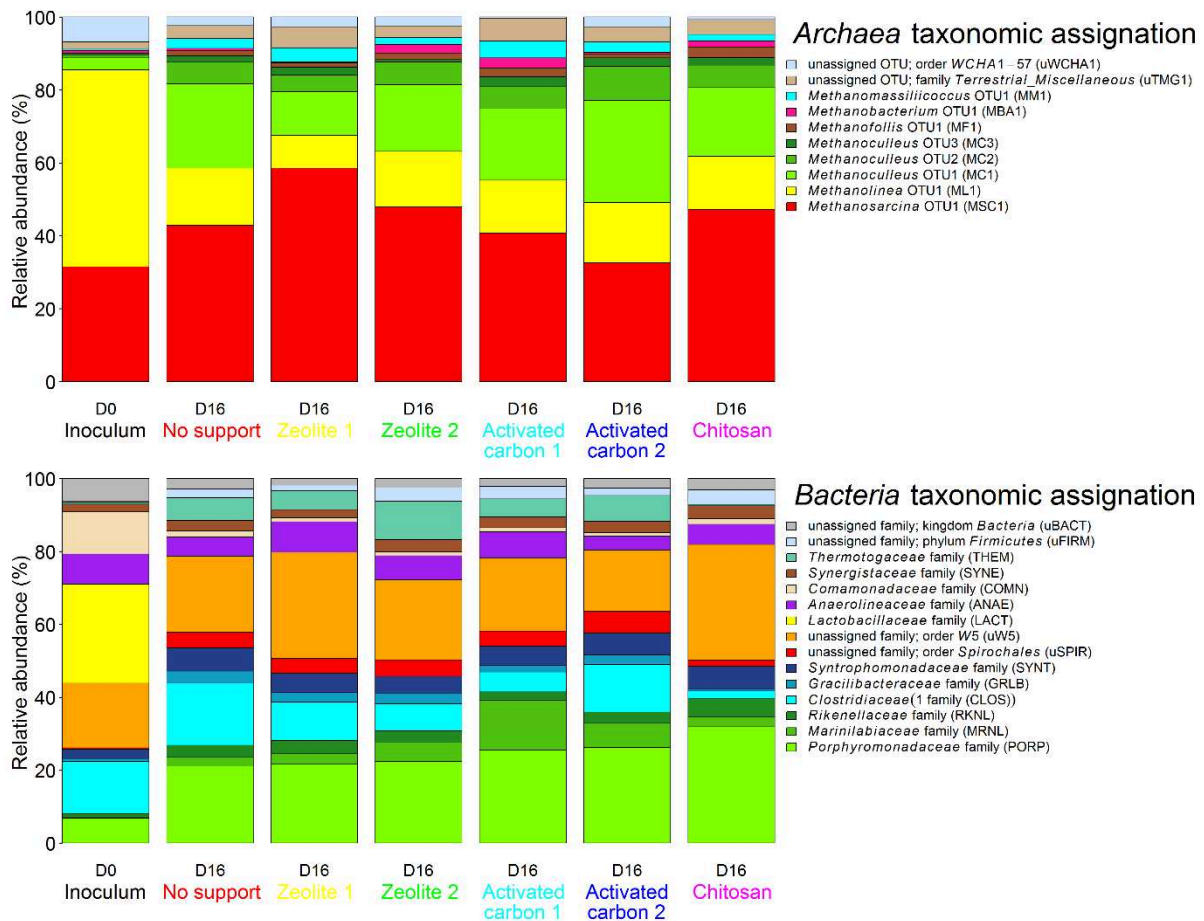 Archaea taxonomic assignation
Relative abundance (%)
100
80
60
40
20
0
unassigned OTU; order WCHA1 – 57 (uWCHA1)
unassigned OTU; family Terrestrial_Miscellaneous (uTMG1)
Methanomassiliicoccus OTU1 (MM1)
Methanobacterium OTU1 (MBA1)
Methanofollis OTU1 (MF1)
Methanoculleus OTU3 (MC3)
Methanoculleus OTU2 (MC2)
Methanoculleus OTU1 (MC1)
Methanolinea OTU1 (ML1)
Methanosarcina OTU1 (MSC1)
D0 D16 D16 D16 D16 D16 D16
Inoculum No support Zeolite 1 Zeolite 2 Activated Activated Chitosan
carbon 1 carbon 2
Bacteria taxonomic assignation
Relative abundance (%)
100
80
60
40
20
0
unassigned family; kingdom Bacteria (uBACT)
unassigned family; phylum Firmicutes (uFIRM)
Thermotogaceae family (THEM)
Synergistaceae family (SYNE)
Comamonadaceae family (COMN)
Anaerolineaceae family (ANAE)
Lactobacillaceae family (LACT)
unassigned family; order W5 (uW5)
unassigned family; order Spirochales (uSPIR)
Syntrophomonadaceae family (SYNT)
Gracilibacteraceae family (GRLB)
Clostridiaceae(1 family (CLOS))
Rikenellaceae family (RKNL)
Marinilabiaceae family (MRNL)
Porphyromonadaceae family (PORP)
D0 D16 D16 D16 D16 D16 D16
Inoculum No support Zeolite 1 Zeolite 2 Activated Activated Chitosan
carbon 1 carbon 2